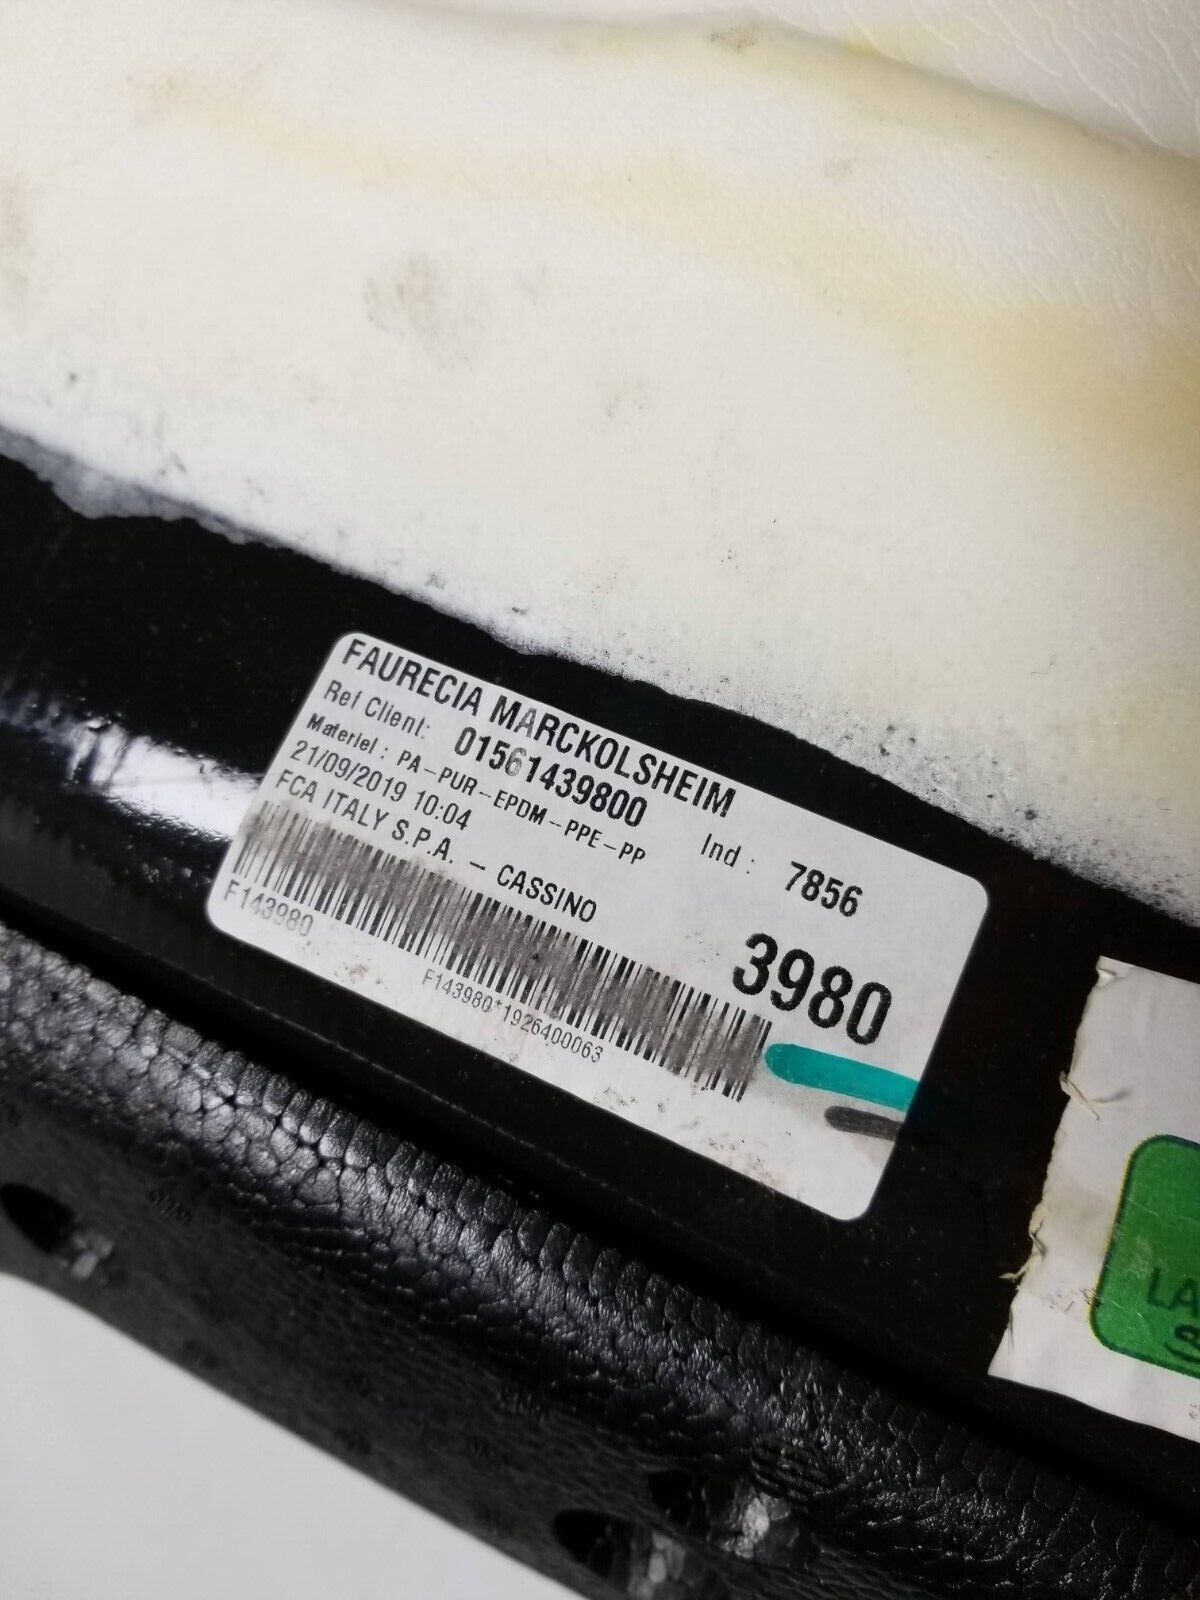 FAURECIA MARCKOLSHEIM
Ref Client: 01561439800 Ind : 7856
Materiel : PA-PUR-EPDM-PPE-PP
21/09/2019 10:04
FCA ITALY S.P.A. - CASSINO
3980
F143980
F143980*1926400063
LA
S